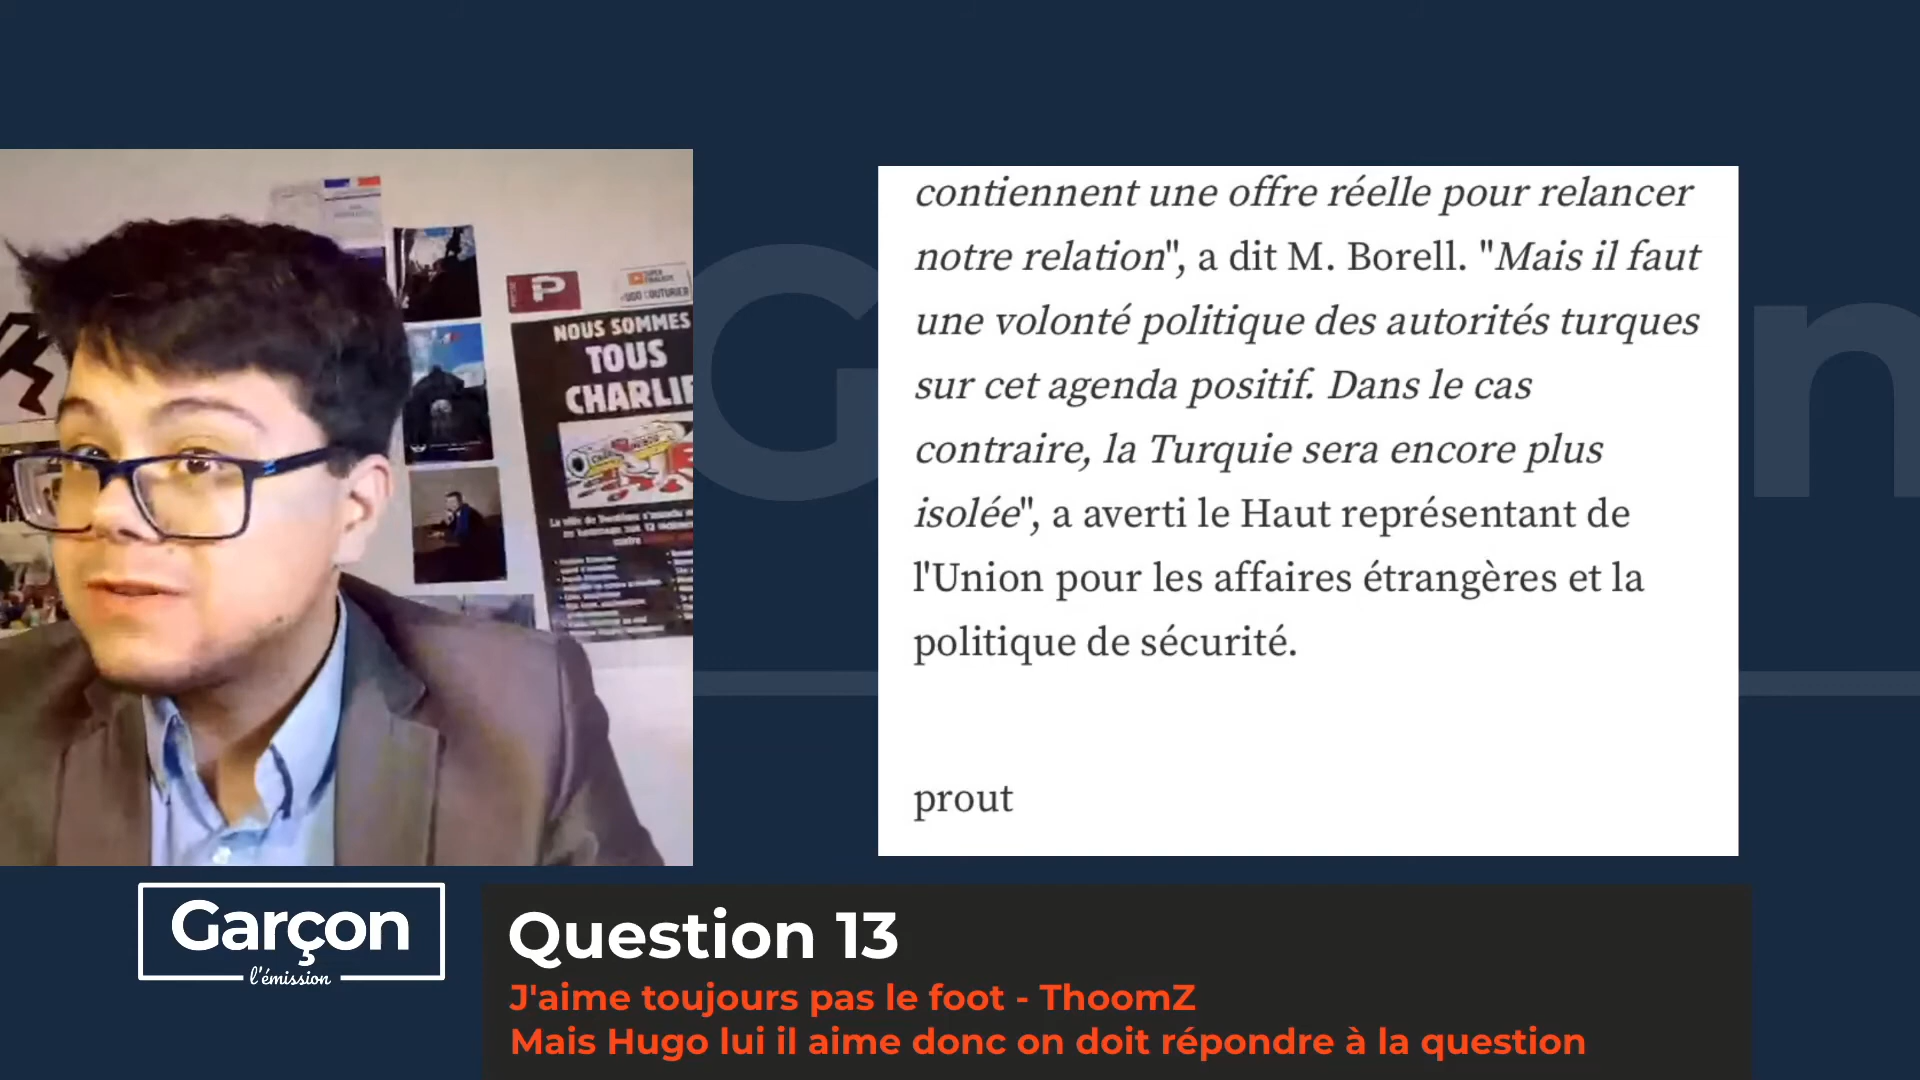 P
UGO COUTURIER
NOUS SOMMES
TOUS
CHARLIE
contiennent une offre réelle pour relancer
notre relation", a dit M. Borell. "Mais il faut
une volonté politique des autorités turques
sur cet agenda positif. Dans le cas
contraire, la Turquie sera encore plus
isolée", a averti le Haut représentant de
l'Union pour les affaires étrangères et la
politique de sécurité.
prout
Garçon
l'émission
Question 13
J'aime toujours pas le foot - ThoomZ
Mais Hugo lui il aime donc on doit répondre à la question